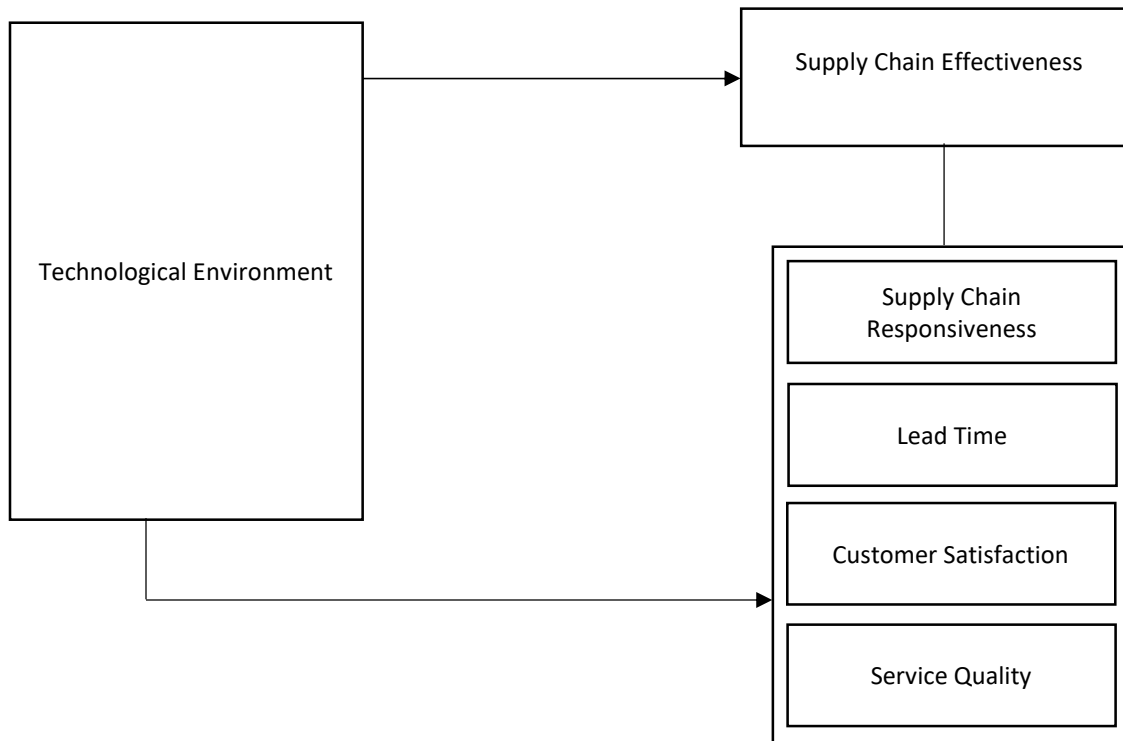 Supply Chain Effectiveness
Technological Environment
Supply Chain
Responsiveness
Lead Time
Customer Satisfaction
Service Quality